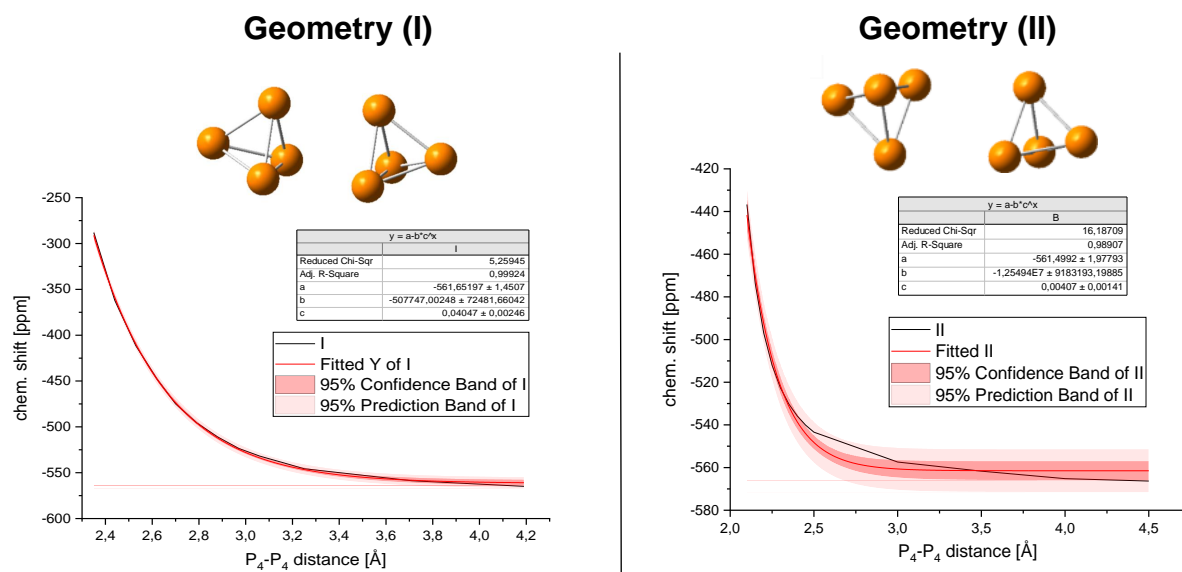 Geometry (I)
-250
-300
-350
-400
-450
-500
-550
-600
chem. shift [ppm]
y = a-b*c^x
I
Reduced Chi-Sqr 5,25945
Adj. R-Square 0,99924
a -561,65197 ± 1,4507
b -507747,00248 ± 72481,66042
c 0,04047 ± 0,00246
I
Fitted Y of I
95% Confidence Band of I
95% Prediction Band of I
2,4 2,6 2,8 3,0 3,2 3,4 3,6 3,8 4,0 4,2
P4-P4 distance [Å]
Geometry (II)
-420
-440
-460
-480
-500
-520
-540
-560
-580
chem. shift [ppm]
y = a-b*c^x
B
Reduced Chi-Sqr 16,18709
Adj. R-Square 0,98907
a -561,4992 ± 1,97793
b -1,25494E7 ± 9183193,19885
c 0,00407 ± 0,00141
II
Fitted II
95% Confidence Band of II
95% Prediction Band of II
2,0 2,5 3,0 3,5 4,0 4,5
P4-P4 distance [Å]